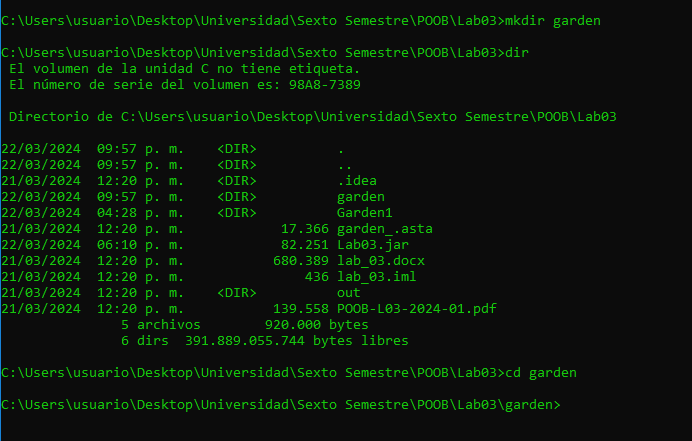 C:\Users\usuario\Desktop\Universidad\Sexto Semestre\POOB\Lab03>mkdir garden
C:\Users\usuario\Desktop\Universidad\Sexto Semestre\POOB\Lab03>dir
El volumen de la unidad C no tiene etiqueta.
El número de serie del volumen es: 98A8-7389
Directorio de C:\Users\usuario\Desktop\Universidad\Sexto Semestre\POOB\Lab03
22/03/2024  09:57 p. m.    <DIR>          .
22/03/2024  09:57 p. m.    <DIR>          ..
21/03/2024  12:20 p. m.    <DIR>          .idea
22/03/2024  09:57 p. m.    <DIR>          garden
22/03/2024  04:28 p. m.    <DIR>          Garden1
21/03/2024  12:20 p. m.            17.366 garden_.asta
22/03/2024  06:10 p. m.            82.251 Lab03.jar
21/03/2024  12:20 p. m.           680.389 lab_03.docx
21/03/2024  12:20 p. m.               436 lab_03.iml
21/03/2024  12:20 p. m.    <DIR>          out
21/03/2024  12:20 p. m.           139.558 POOB-L03-2024-01.pdf
5 archivos        920.000 bytes
6 dirs  391.889.055.744 bytes libres
C:\Users\usuario\Desktop\Universidad\Sexto Semestre\POOB\Lab03>cd garden
C:\Users\usuario\Desktop\Universidad\Sexto Semestre\POOB\Lab03\garden>